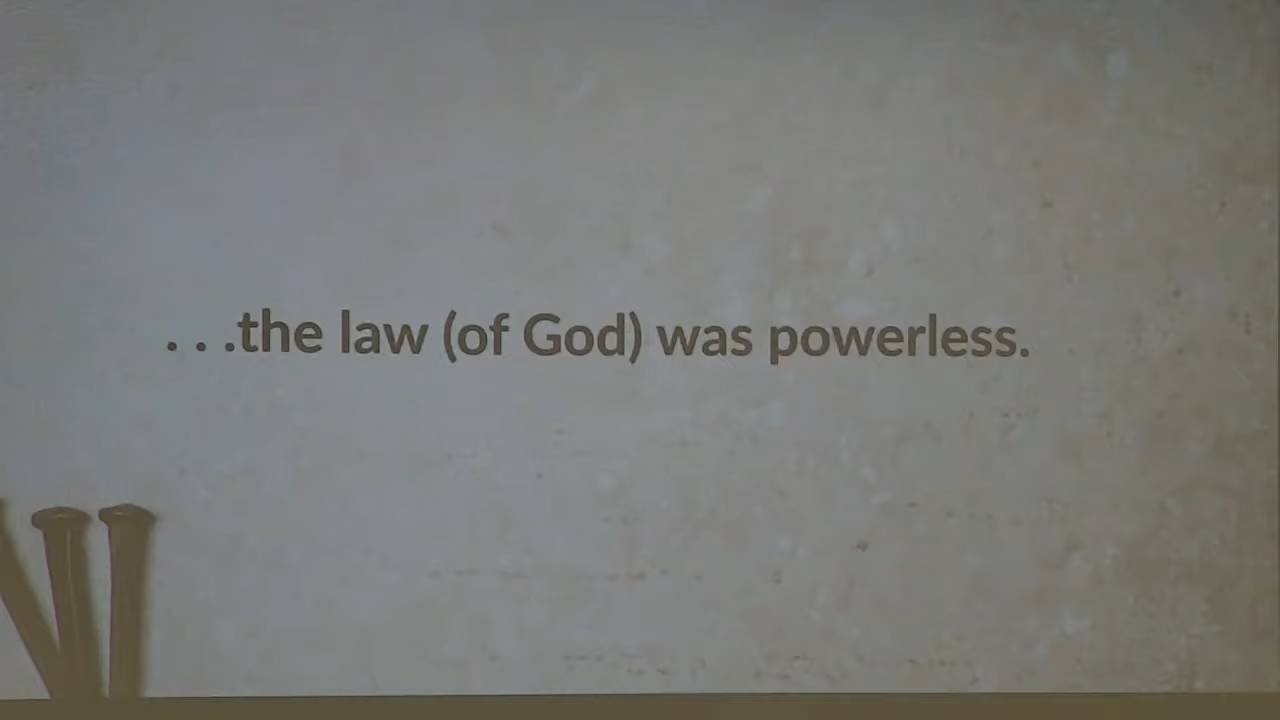 . . .the law (of God) was powerless.